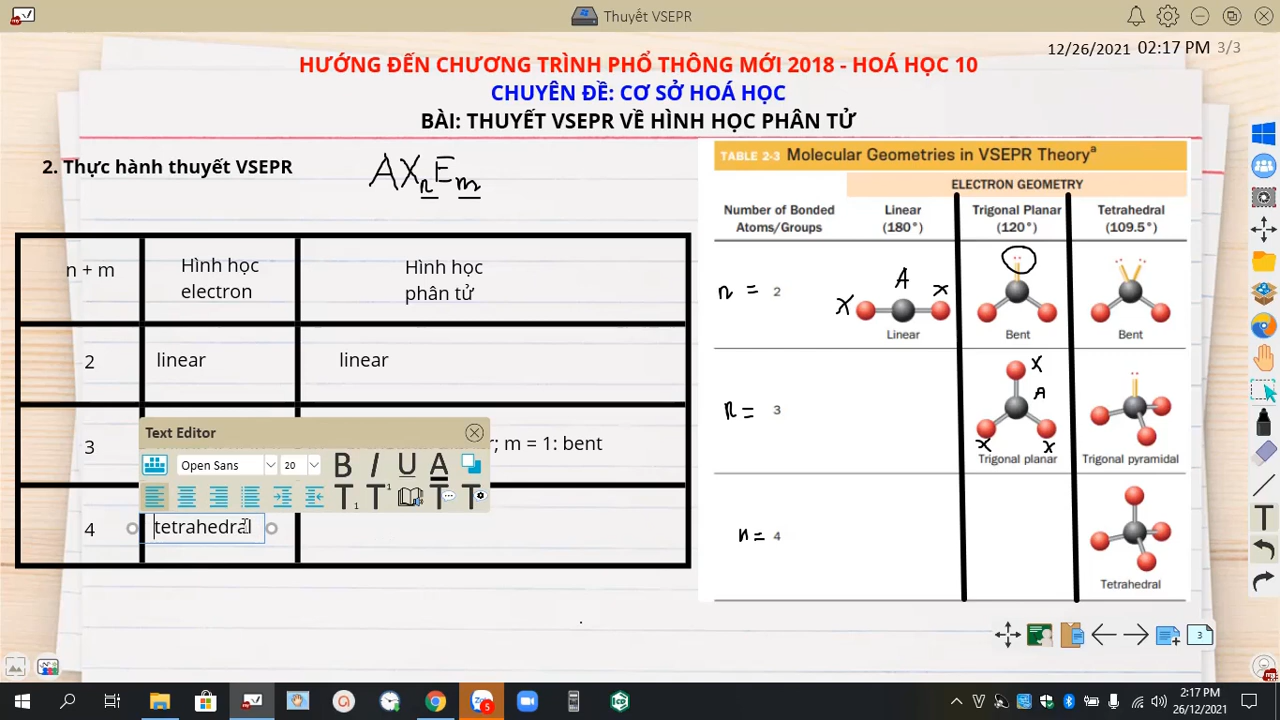 Thuyết VSEPR
12/26/2021 02:17 PM 3/3
HƯỚNG ĐẾN CHƯƠNG TRÌNH PHỔ THÔNG MỚI 2018 - HOÁ HỌC 10
CHUYÊN ĐỀ: CƠ SỞ HOÁ HỌC
BÀI: THUYẾT VSEPR VỀ HÌNH HỌC PHÂN TỬ
2. Thực hành thuyết VSEPR
AXnEm
n + m
Hình học
electron
Hình học
phân tử
2
linear
linear
3
r; m = 1: bent
4
tetrahedral
Text Editor
Open Sans
20
B I U A
TABLE 2-3 Molecular Geometries in VSEPR Theoryª
ELECTRON GEOMETRY
Number of Bonded
Atoms/Groups
Linear
(180°)
Trigonal Planar
(120°)
Tetrahedral
(109.5°)
n = 2
X A X
Linear
Bent
Bent
n = 3
X
A
X X
Trigonal planar
Trigonal pyramidal
n = 4
Tetrahedral
3
5
2:17 PM
26/12/2021